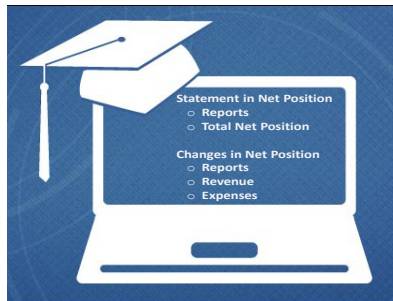 Statement in Net Position
○ Reports
○ Total Net Position
Changes in Net Position
○ Reports
○ Revenue
○ Expenses